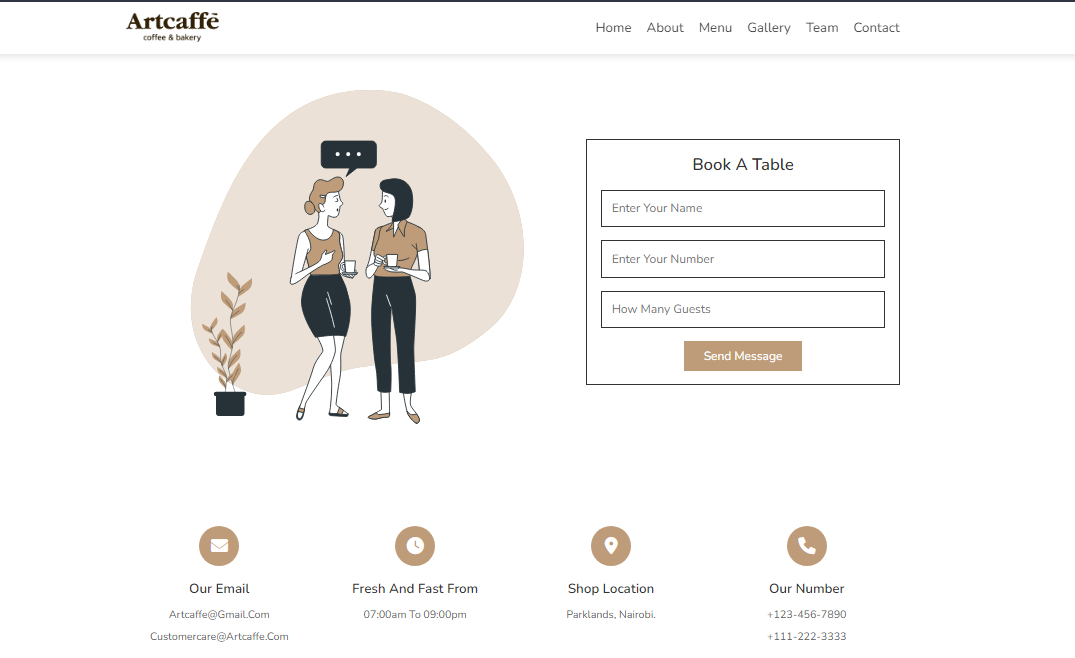 Artcaffē
coffee & bakery
Home About Menu Gallery Team Contact
Book A Table
Enter Your Name
Enter Your Number
How Many Guests
Send Message
Our Email
Artcaffe@Gmail.Com
Customercare@Artcaffe.Com
Fresh And Fast From
07:00am To 09:00pm
Shop Location
Parklands, Nairobi.
Our Number
+123-456-7890
+111-222-3333